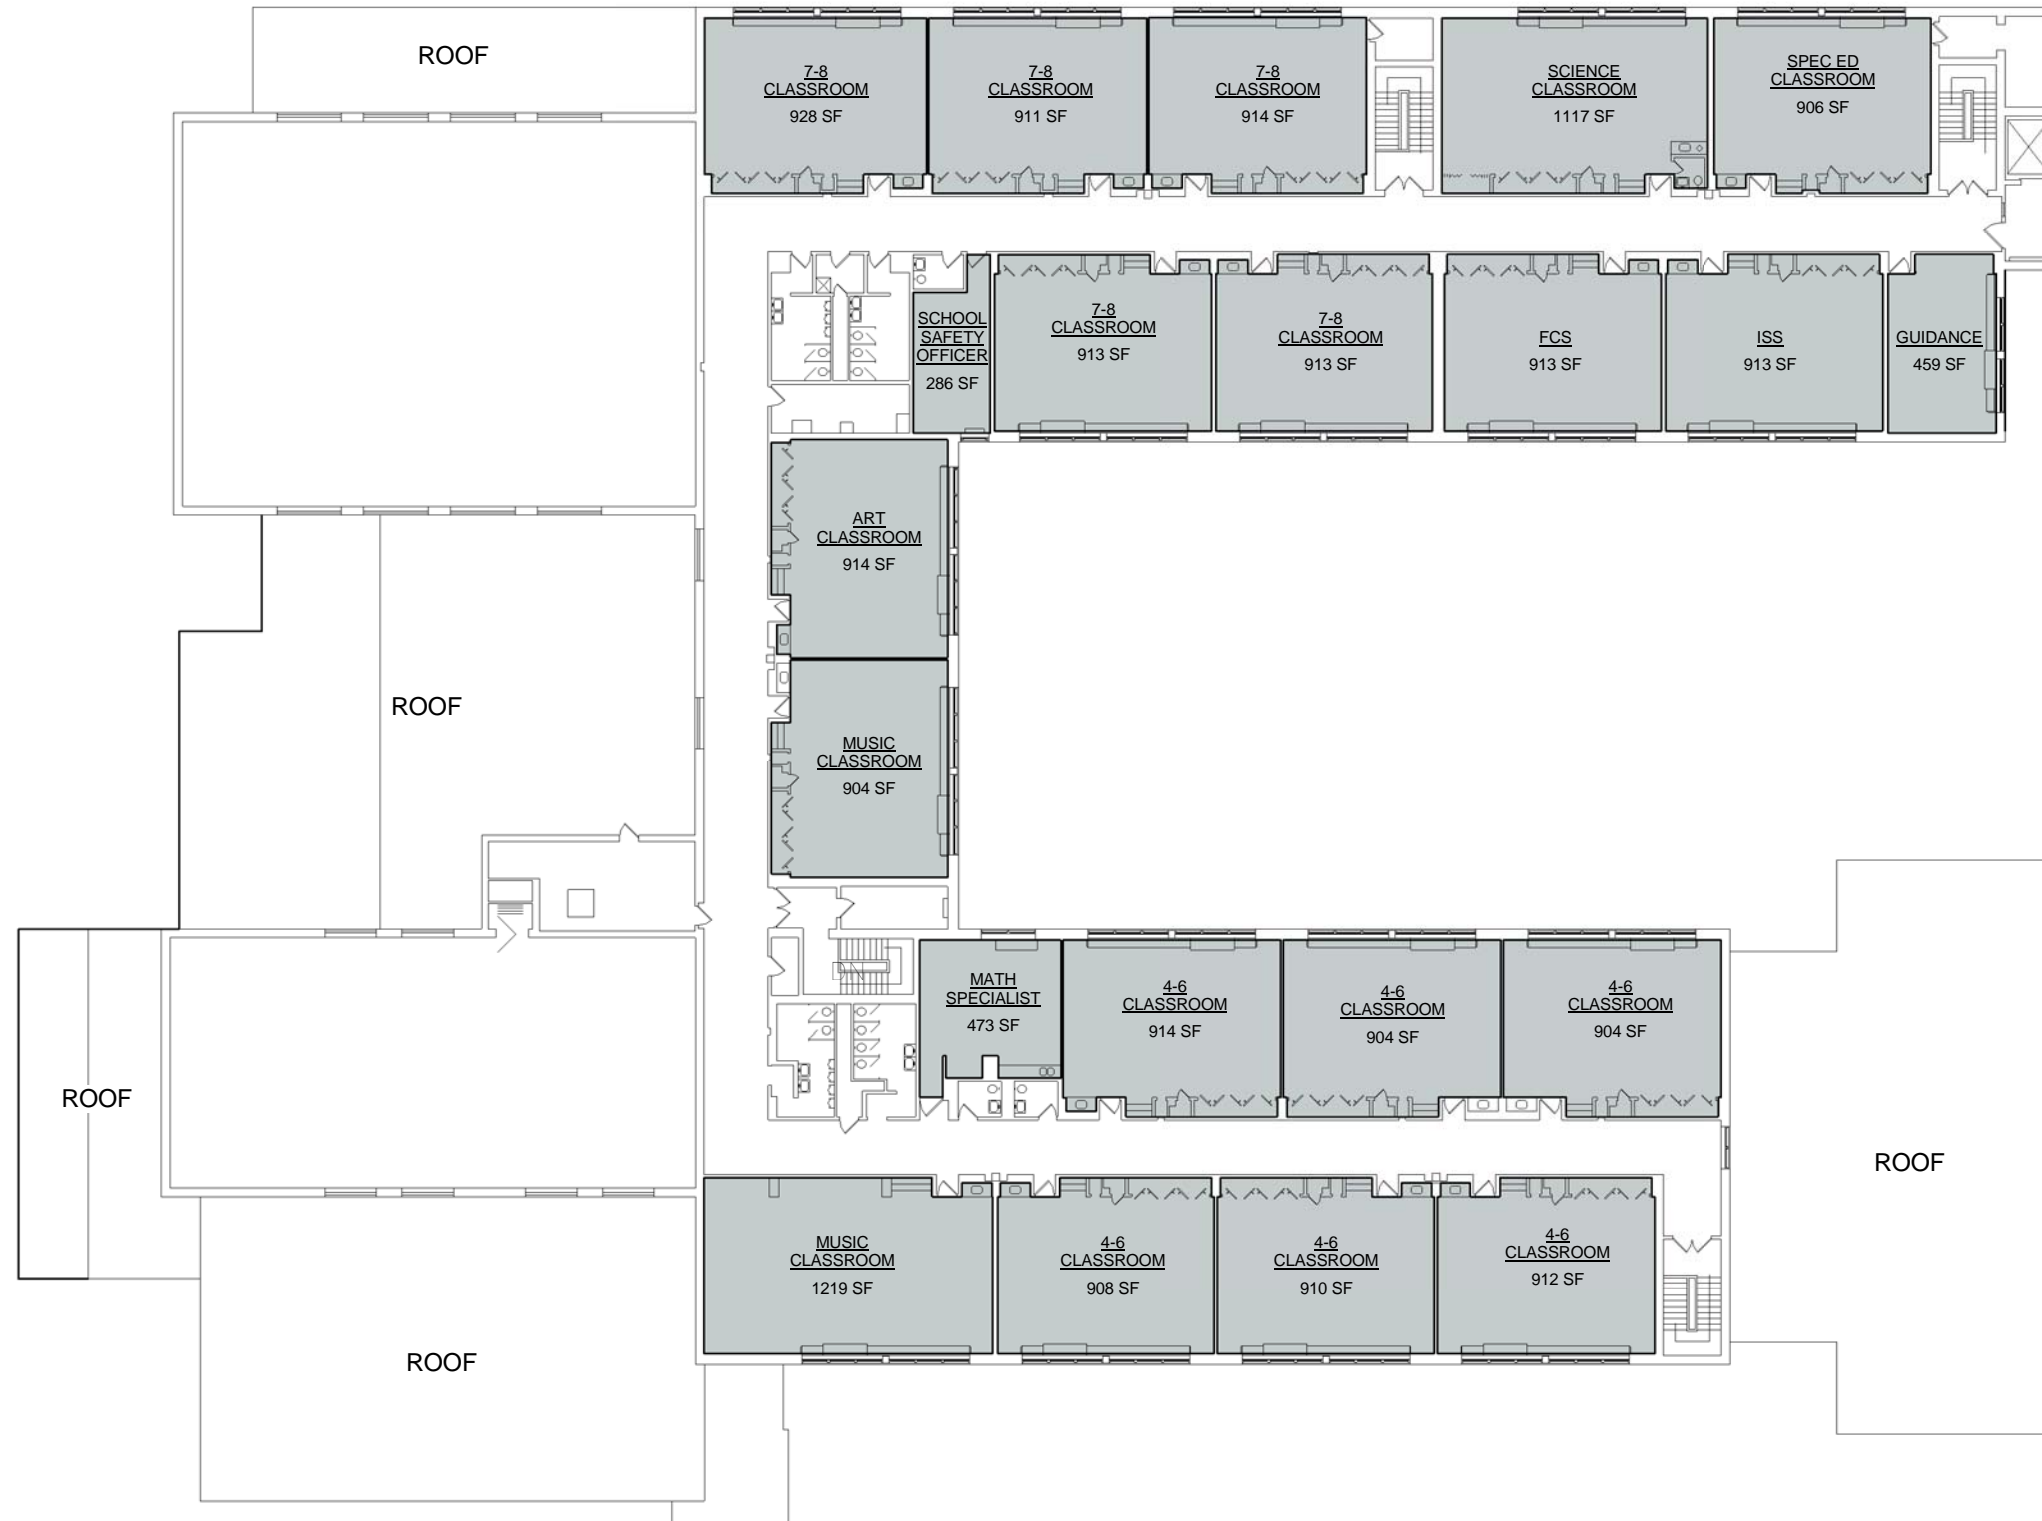 ROOF
7-8
CLASSROOM
928 SF
7-8
CLASSROOM
911 SF
7-8
CLASSROOM
914 SF
SCIENCE
CLASSROOM
1117 SF
SPEC ED
CLASSROOM
906 SF
SCHOOL
SAFETY
OFFICER
286 SF
7-8
CLASSROOM
913 SF
7-8
CLASSROOM
913 SF
FCS
913 SF
ISS
913 SF
GUIDANCE
459 SF
ART
CLASSROOM
914 SF
ROOF
MUSIC
CLASSROOM
904 SF
DN
MATH
SPECIALIST
473 SF
4-6
CLASSROOM
914 SF
4-6
CLASSROOM
904 SF
4-6
CLASSROOM
904 SF
ROOF
ROOF
MUSIC
CLASSROOM
1219 SF
4-6
CLASSROOM
908 SF
4-6
CLASSROOM
910 SF
4-6
CLASSROOM
912 SF
ROOF